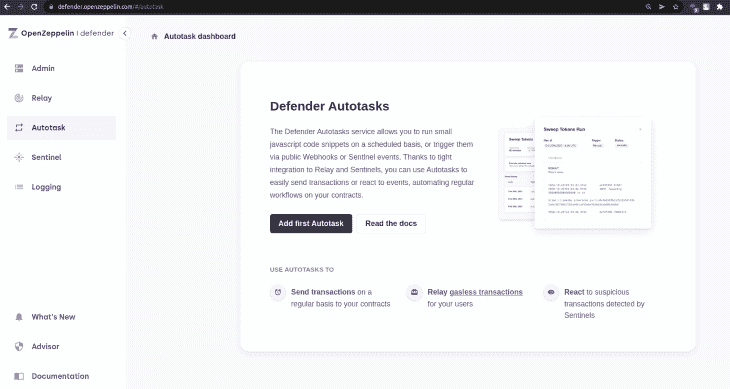 defender.openzeppelin.com/#/autotask
OpenZeppelin | defender
Autotask dashboard
Admin
Relay
Autotask
Sentinel
Logging
What's New
Advisor
Documentation
Defender Autotasks
The Defender Autotasks service allows you to run small
javascript code snippets on a scheduled basis, or trigger them
via public Webhooks or Sentinel events. Thanks to tight
integration to Relay and Sentinels, you can use Autotasks to
easily send transactions or react to events, automating regular
workflows on your contracts.
Add first Autotask
Read the docs
Sweep Tokens Run
USE AUTOTASKS TO
Send transactions on a
regular basis to your contracts
Relay gasless transactions
for your users
React to suspicious
transactions detected by
Sentinels